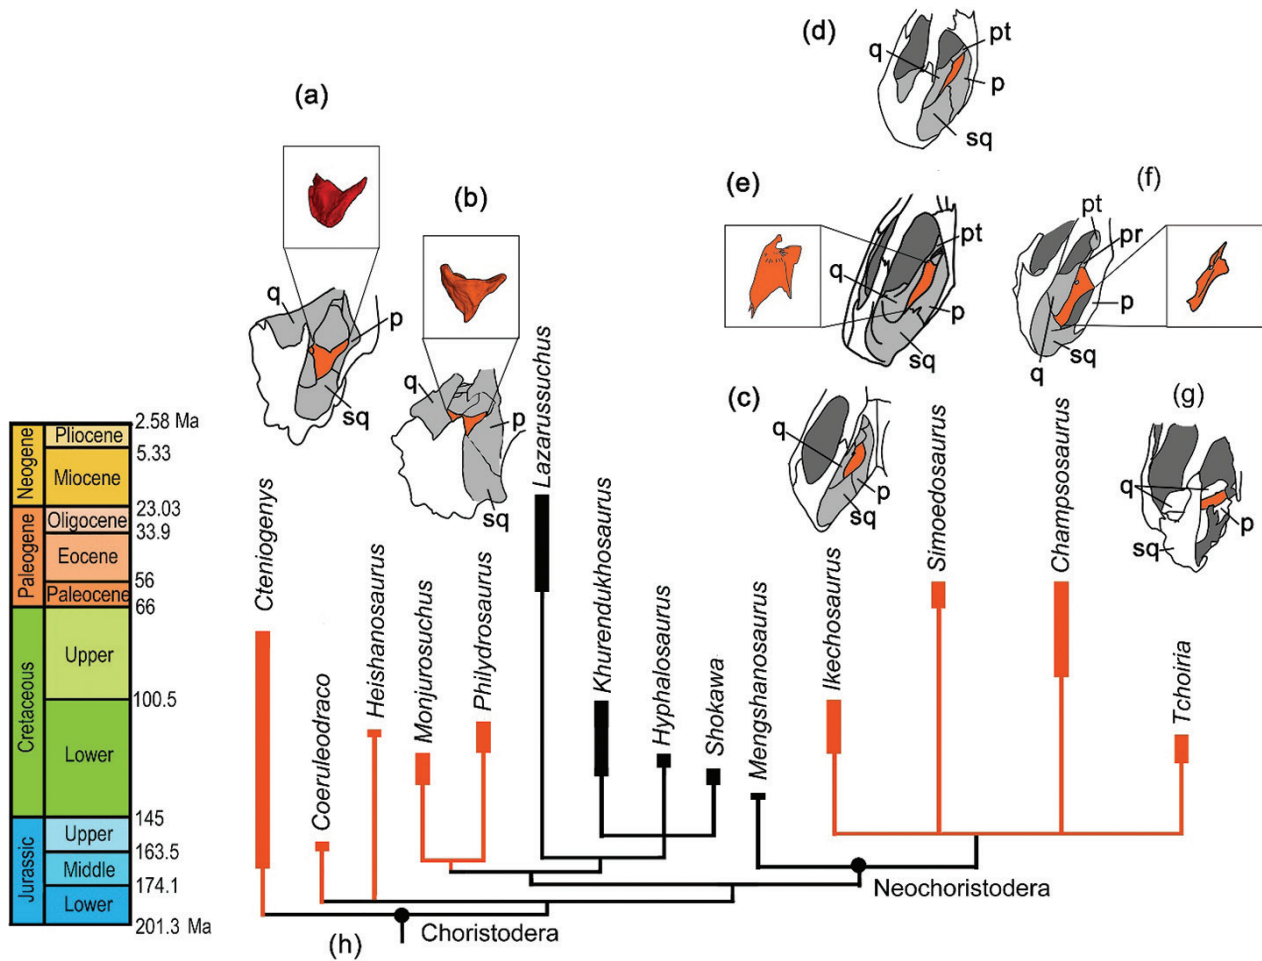 (a)
q
p
sq
(b)
q
p
sq
(c)
q
p
sq
(d)
q
pt
p
sq
(e)
q
pt
p
sq
(f)
pt
pr
p
sq
q
(g)
q
p
sq
Neogene
Pliocene
Miocene
Paleogene
Oligocene
Eocene
Paleocene
Cretaceous
Upper
Lower
Jurassic
Upper
Middle
Lower
2.58 Ma
5.33
23.03
33.9
56
66
100.5
145
163.5
174.1
201.3 Ma
Cteniogenys
Coeruleodraco
Heishanosaurus
Monjurosuchus
Philydrosaurus
Lazarussuchus
Khurendukhosaurus
Hyphalosaurus
Shokawa
Mengshanosaurus
Ikechosaurus
Simoedosaurus
Champsosaurus
Tchoiria
Neochoristodera
Choristodera
(h)